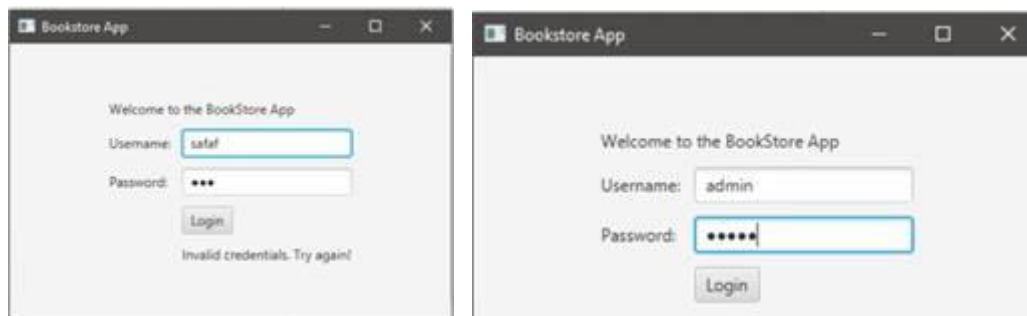 Bookstore App
Welcome to the BookStore App
Username: safaf
Password: •••
Login
Invalid credentials. Try again!
Bookstore App
Welcome to the BookStore App
Username: admin
Password: •••••
Login